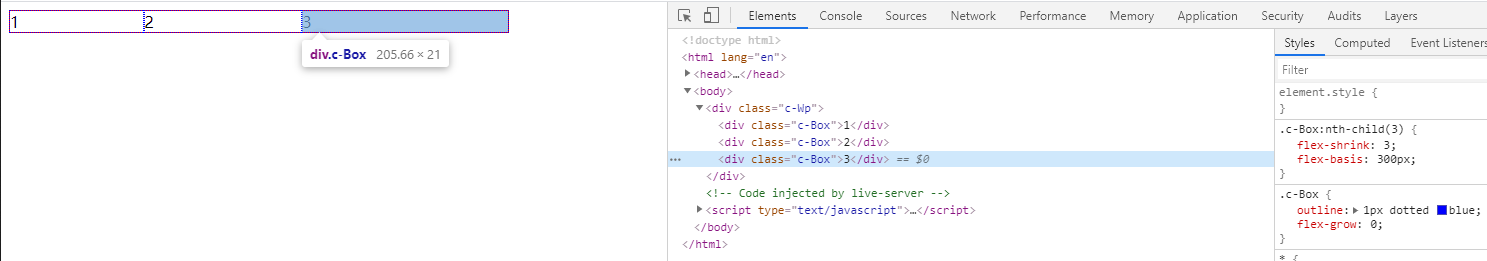 1 2 3
div.c-Box 205.66 × 21
Elements Console Sources Network Performance Memory Application Security Audits Layers
<!doctype html>
<html lang="en">
<head>…</head>
<body>
<div class="c-Wp">
<div class="c-Box">1</div>
<div class="c-Box">2</div>
<div class="c-Box">3</div> == $0
</div>
<!-- Code injected by live-server -->
<script type="text/javascript">…</script>
</body>
</html>
Styles Computed Event Listeners
Filter
element.style {
}
.c-Box:nth-child(3) {
flex-shrink: 3;
flex-basis: 300px;
}
.c-Box {
outline: 1px dotted blue;
flex-grow: 0;
}
* {